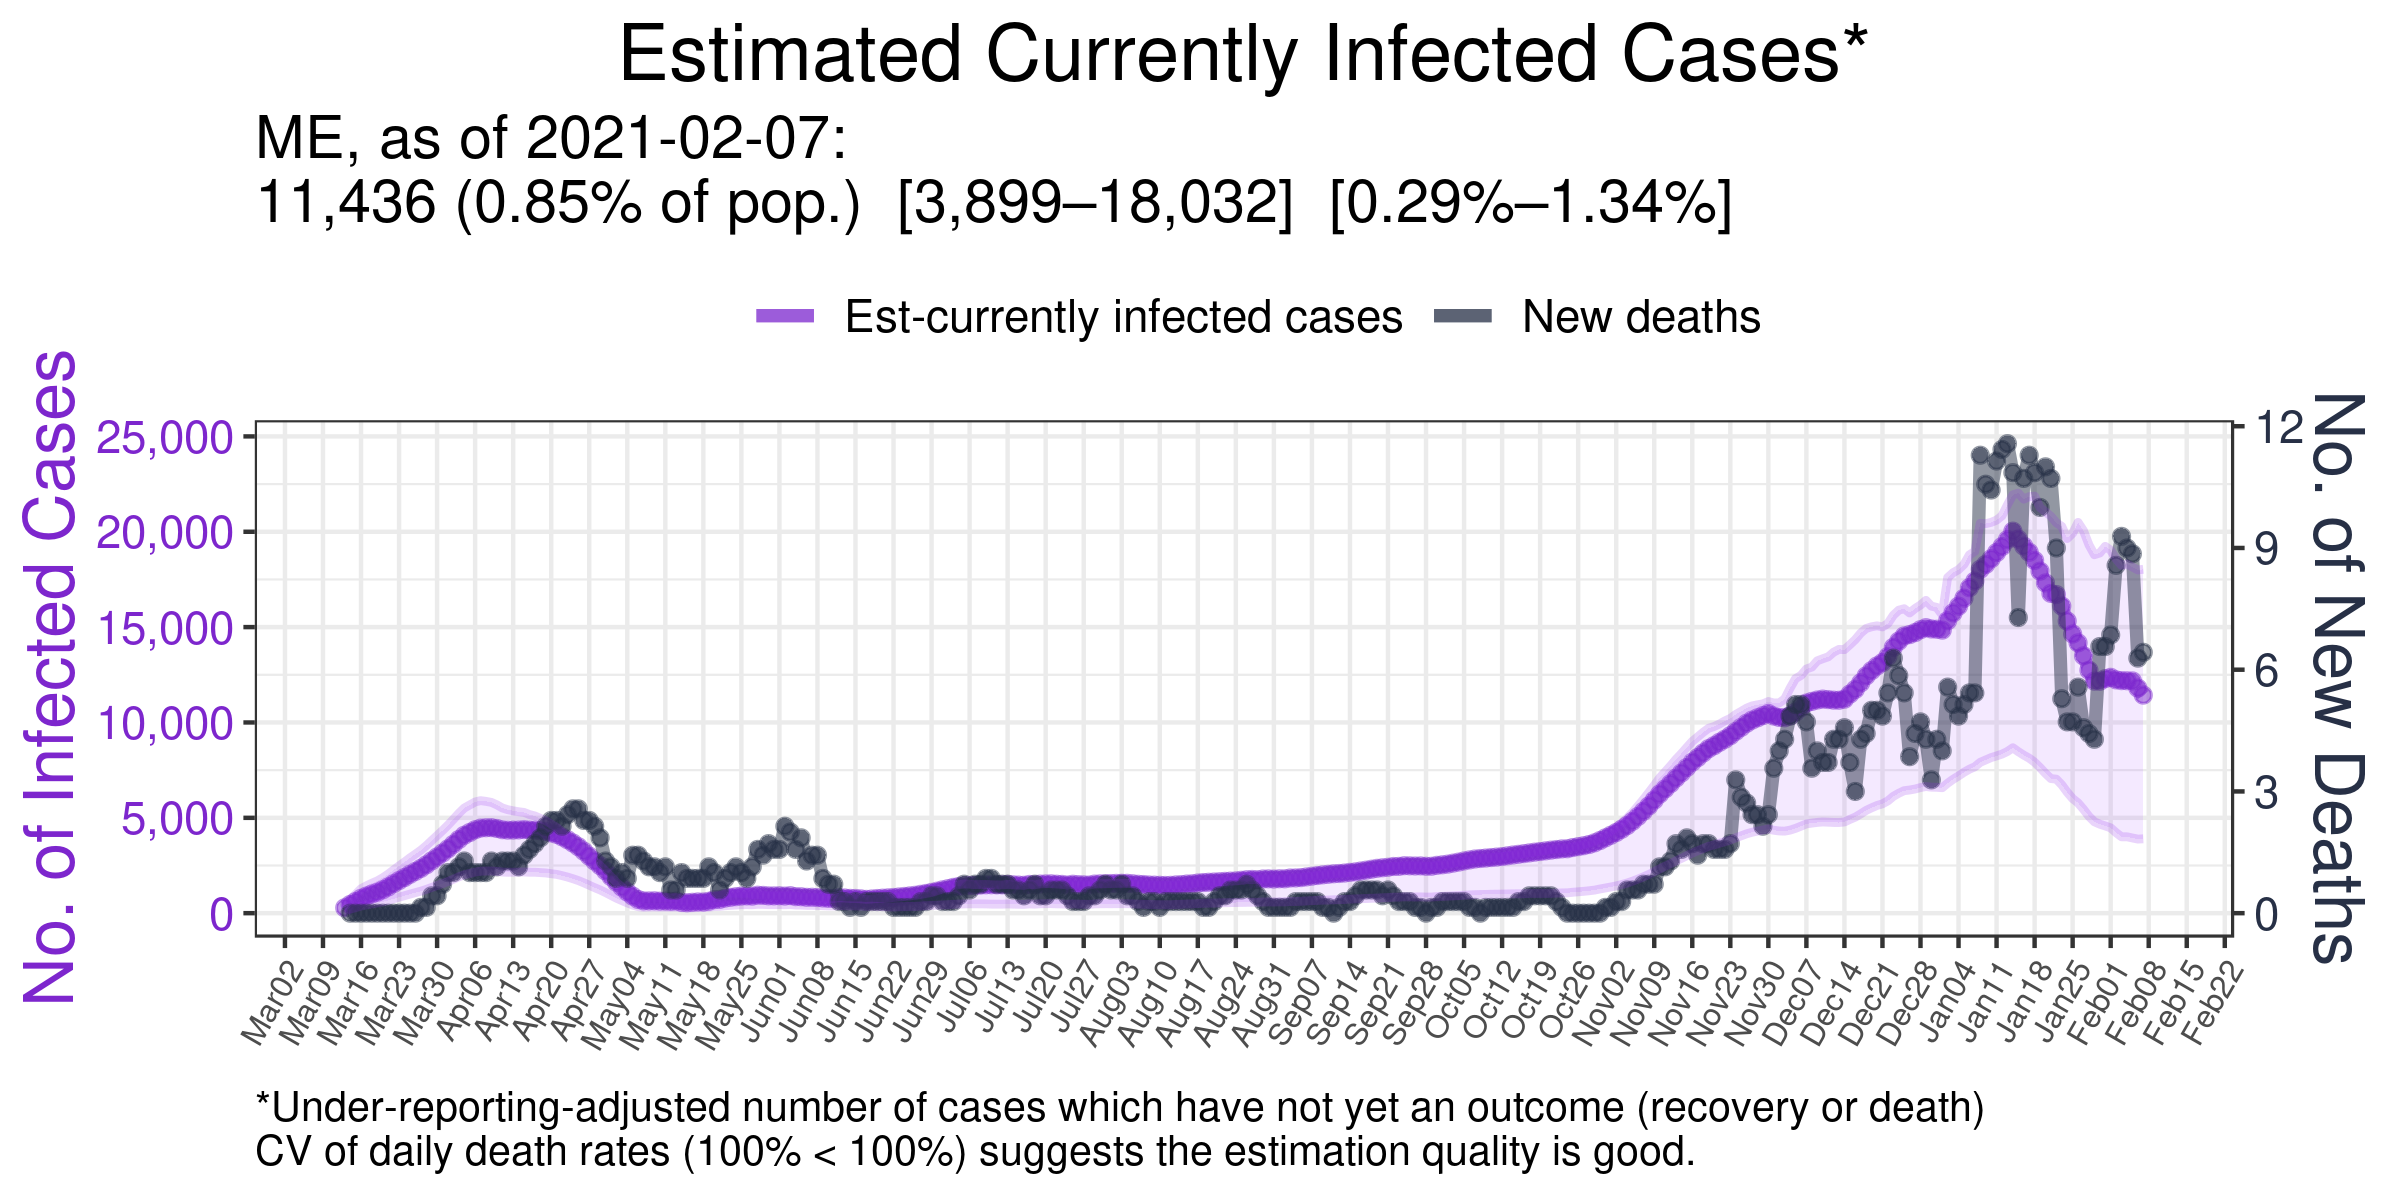 Estimated Currently Infected Cases*
ME, as of 2021-02-07:
11,436 (0.85% of pop.)  [3,899–18,032]  [0.29%–1.34%]
Est-currently infected cases
New deaths
No. of Infected Cases
25,000
20,000
15,000
10,000
5,000
0
12
9
6
3
0
No. of New Deaths
Mar02
Mar09
Mar16
Mar23
Mar30
Apr06
Apr13
Apr20
Apr27
May04
May11
May18
May25
Jun01
Jun08
Jun15
Jun22
Jun29
Jul06
Jul13
Jul20
Jul27
Aug03
Aug10
Aug17
Aug24
Aug31
Sep07
Sep14
Sep21
Sep28
Oct05
Oct12
Oct19
Oct26
Nov02
Nov09
Nov16
Nov23
Nov30
Dec07
Dec14
Dec21
Dec28
Jan04
Jan11
Jan18
Jan25
Feb01
Feb08
Feb15
Feb22
*Under-reporting-adjusted number of cases which have not yet an outcome (recovery or death)
CV of daily death rates (100% < 100%) suggests the estimation quality is good.